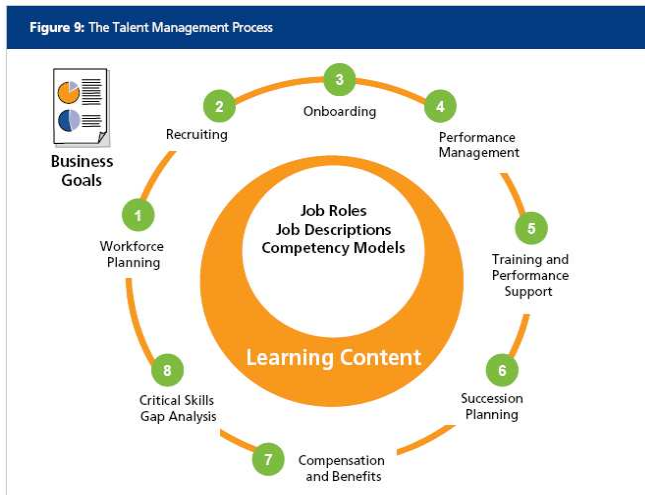 Figure 9: The Talent Management Process
Business
Goals
1
Workforce
Planning
2
Recruiting
3
Onboarding
4
Performance
Management
5
Training and
Performance
Support
6
Succession
Planning
7
Compensation
and Benefits
8
Critical Skills
Gap Analysis
Job Roles
Job Descriptions
Competency Models
Learning Content